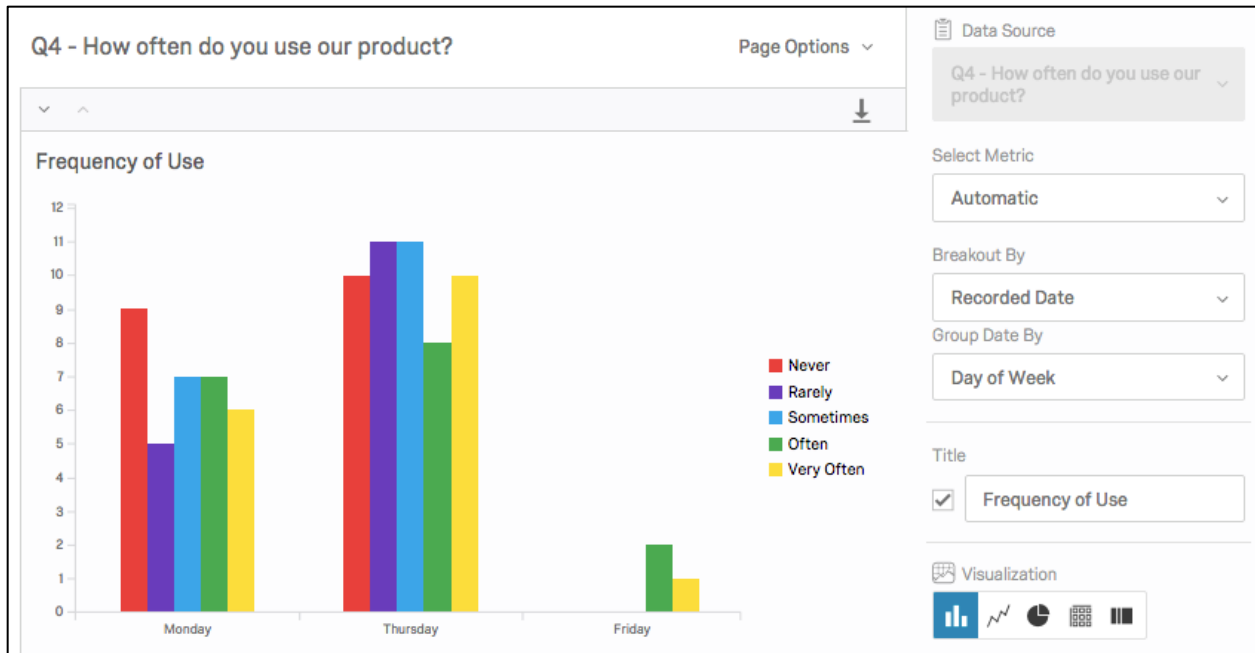 Q4 - How often do you use our product?
Page Options
Frequency of Use
12
11
10
9
8
7
6
5
4
3
2
1
0
Monday
Thursday
Friday
Never
Rarely
Sometimes
Often
Very Often
Data Source
Q4 - How often do you use our
product?
Select Metric
Automatic
Breakout By
Recorded Date
Group Date By
Day of Week
Title
Frequency of Use
Visualization